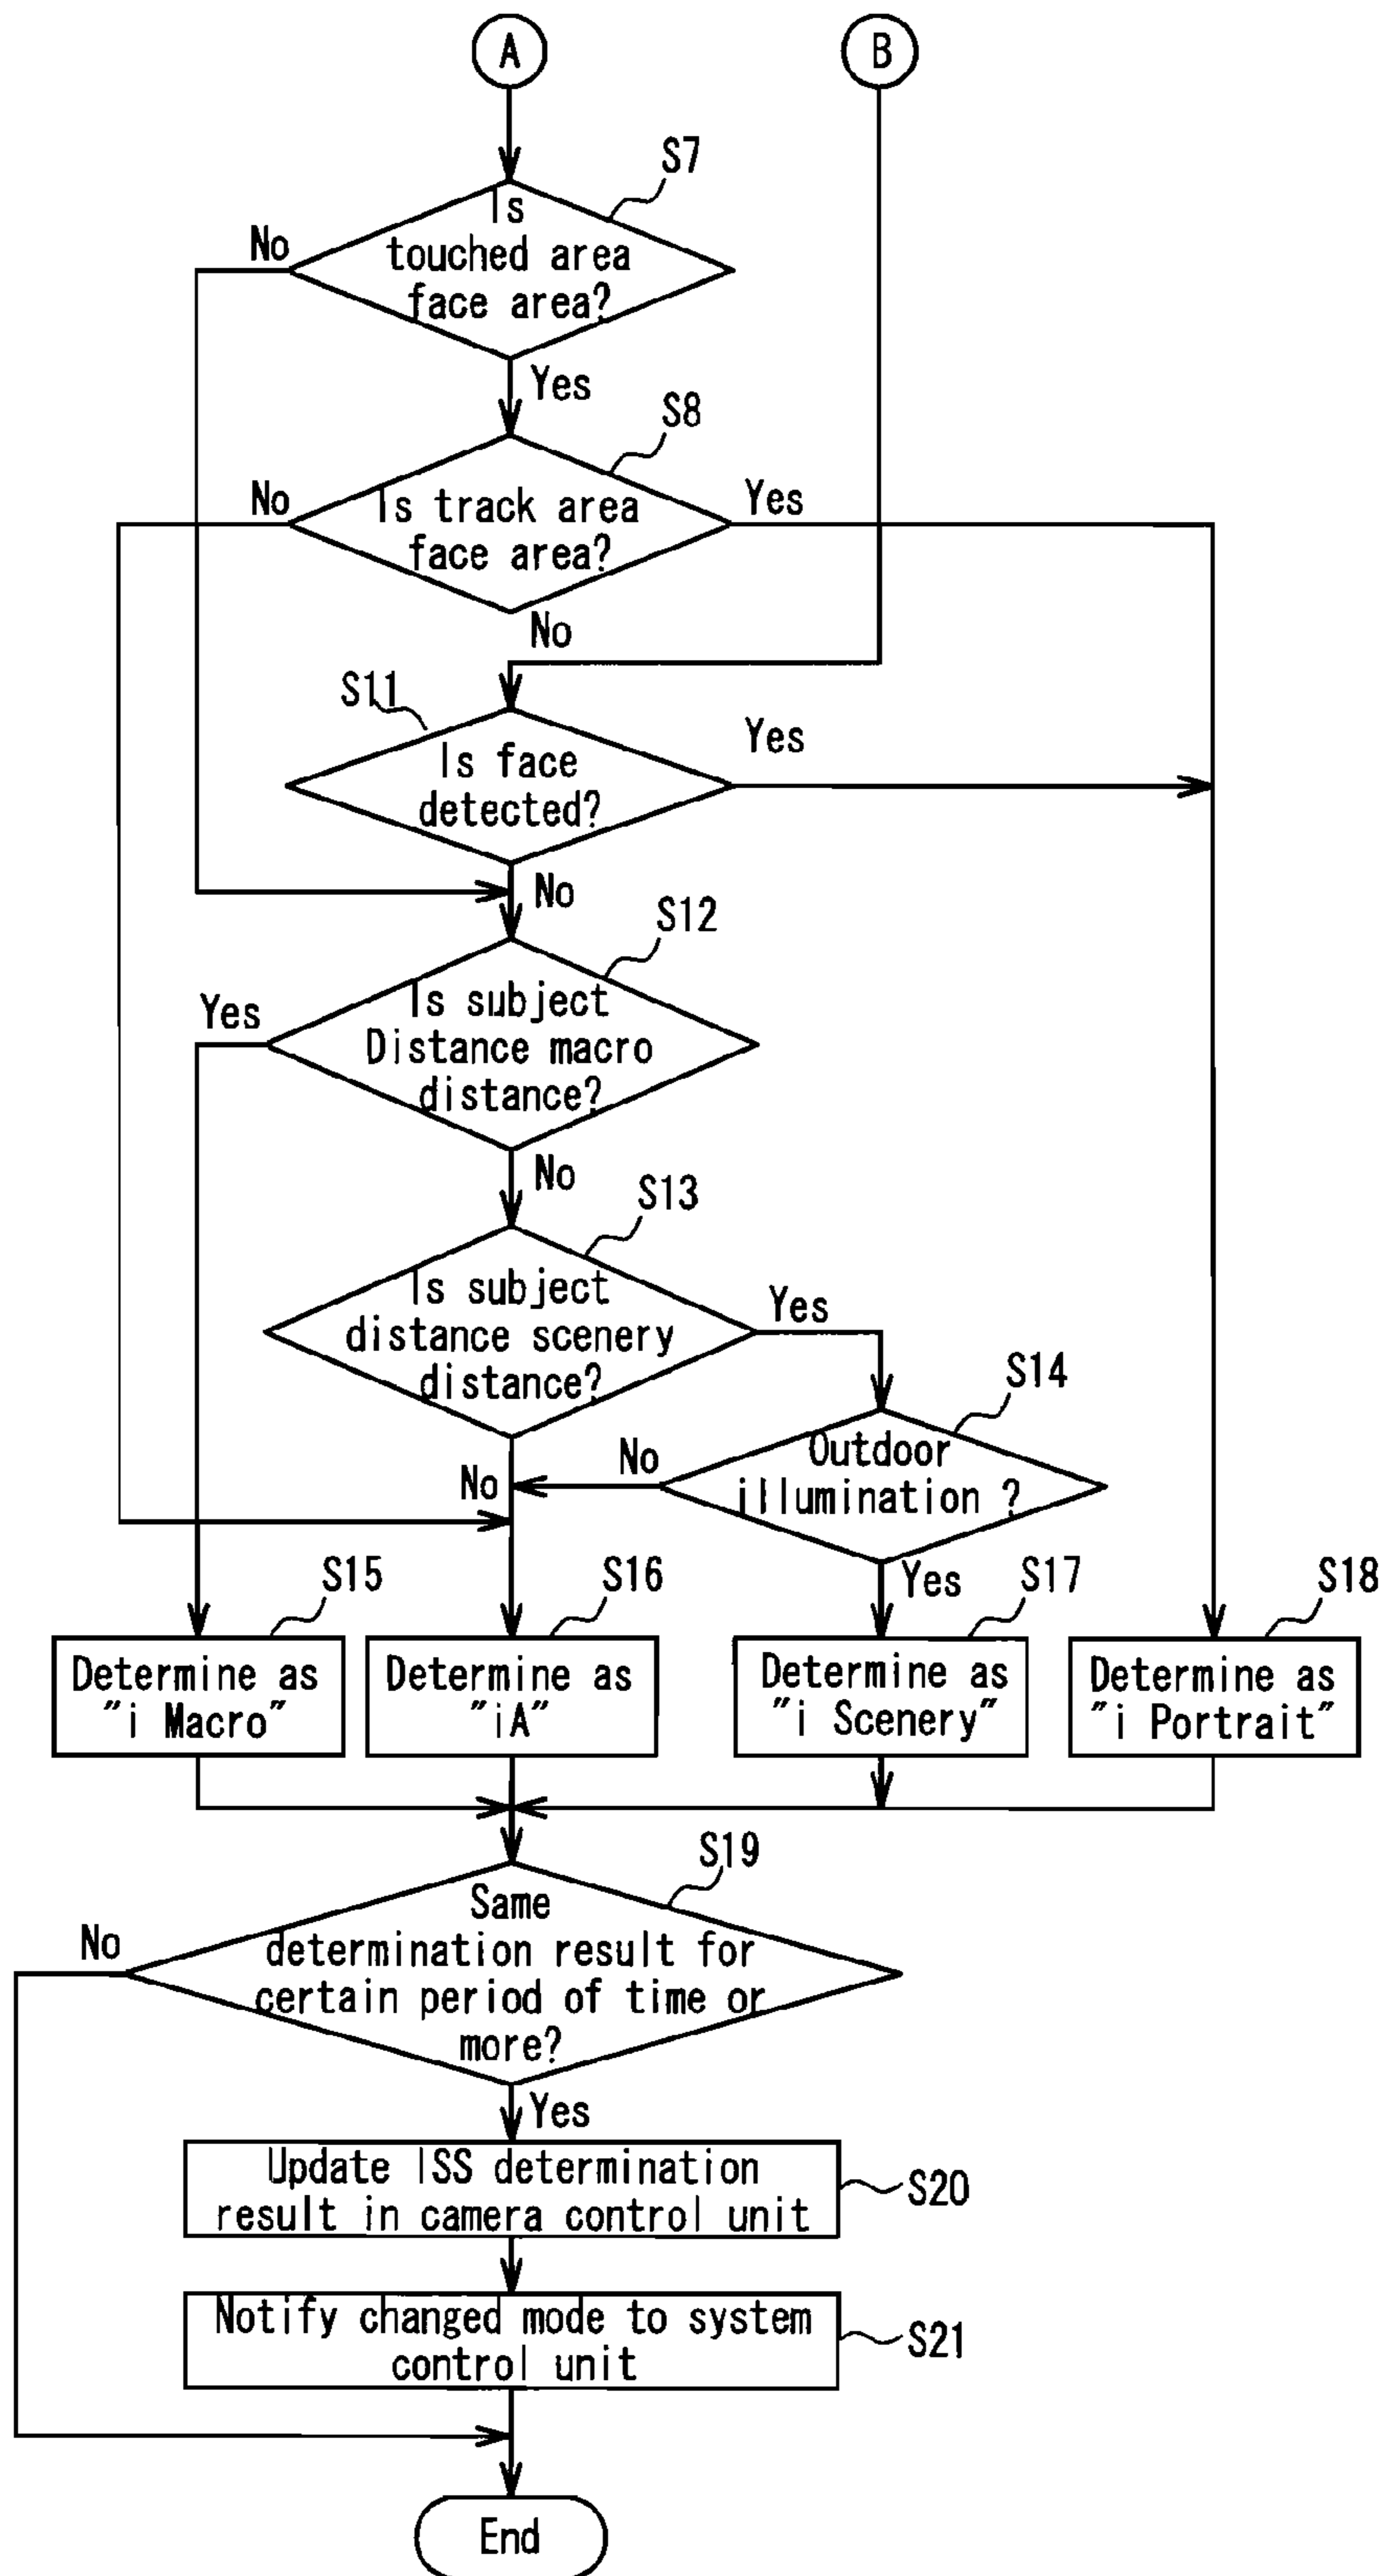 A
B
S7
Is
touched area
face area?
No
Yes
S8
Is track area
face area?
No
Yes
No
S11
Is face
detected?
Yes
No
S12
Is subject
Distance macro
distance?
Yes
No
S13
Is subject
distance scenery
distance?
Yes
No
S14
Outdoor
illumination ?
No
Yes
S15
Determine as
"i Macro"
S16
Determine as
"iA"
S17
Determine as
"i Scenery"
S18
Determine as
"i Portrait"
S19
Same
determination result for
certain period of time or
more?
No
Yes
Update ISS determination
result in camera control unit
S20
Notify changed mode to system
control unit
S21
End